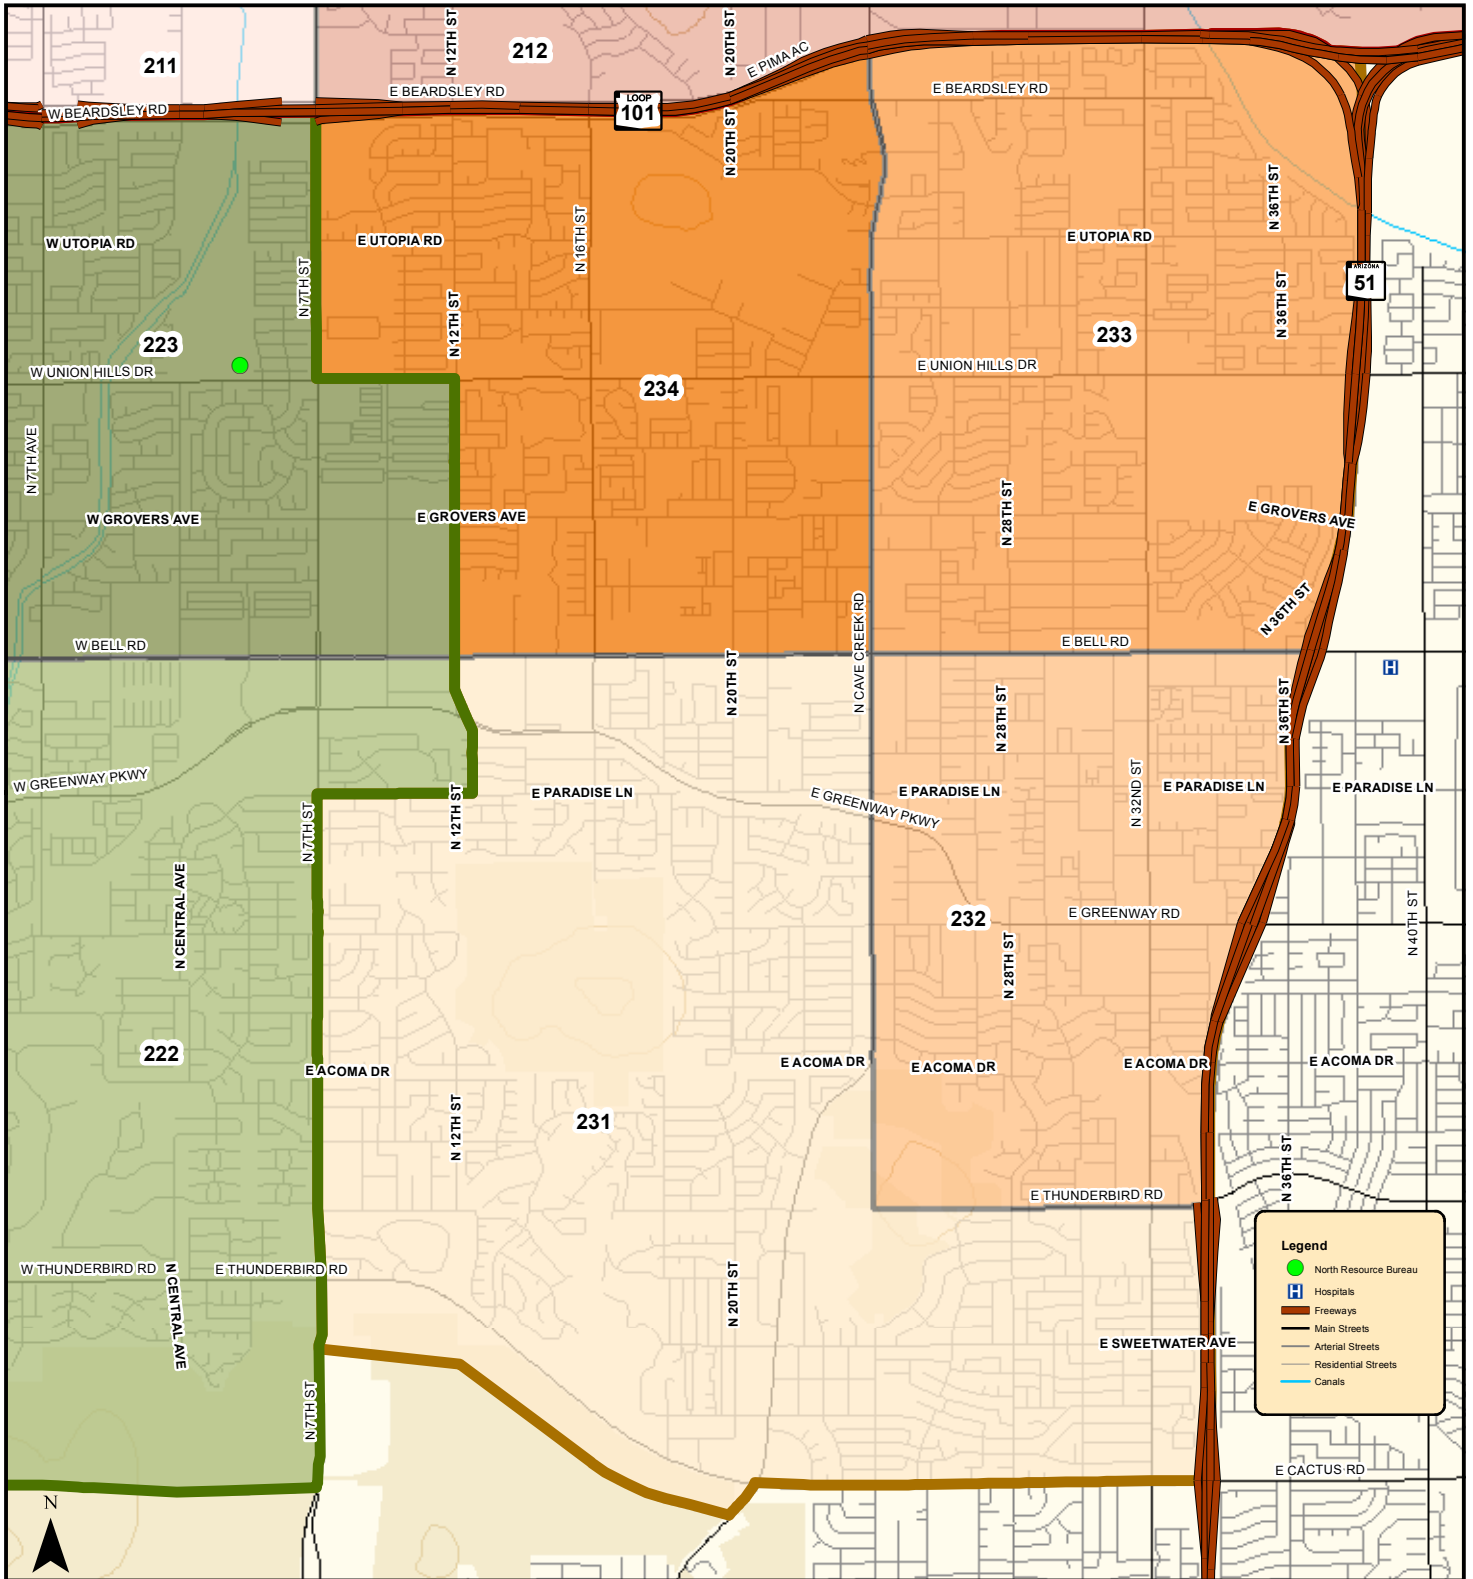 N 12TH ST
N 20TH ST
212
E PIMA AC
211
E BEARDSLEY RD
E BEARDSLEY RD
LOOP
101
W BEARDSLEY RD
N 20TH ST
N 36TH ST
W UTOPIA RD
E UTOPIA RD
N 16TH ST
E UTOPIA RD
N 7TH ST
ARIZONA
51
N 36TH ST
N 12TH ST
223
233
W UNION HILLS DR
E UNION HILLS DR
234
N 7TH AVE
N 28TH ST
W GROVERS AVE
E GROVERS AVE
E GROVERS AVE
N 36TH ST
N CAVE CREEK RD
W BELL RD
E BELL RD
H
N 20TH ST
N 28TH ST
N 36TH ST
W GREENWAY PKWY
E PARADISE LN
E PARADISE LN
N 32ND ST
E PARADISE LN
E PARADISE LN
E GREENWAY PKWY
N 7TH ST
N 12TH ST
N CENTRAL AVE
232
E GREENWAY RD
N 40TH ST
N 28TH ST
222
E ACOMA DR
E ACOMA DR
E ACOMA DR
E ACOMA DR
E ACOMA DR
N 12TH ST
231
N 36TH ST
E THUNDERBIRD RD
W THUNDERBIRD RD
E THUNDERBIRD RD
N CENTRAL AVE
N 20TH ST
E SWEETWATER AVE
Legend
North Resource Bureau
H Hospitals
Freeways
Main Streets
Arterial Streets
Residential Streets
Canals
N 7TH ST
E CACTUS RD
N